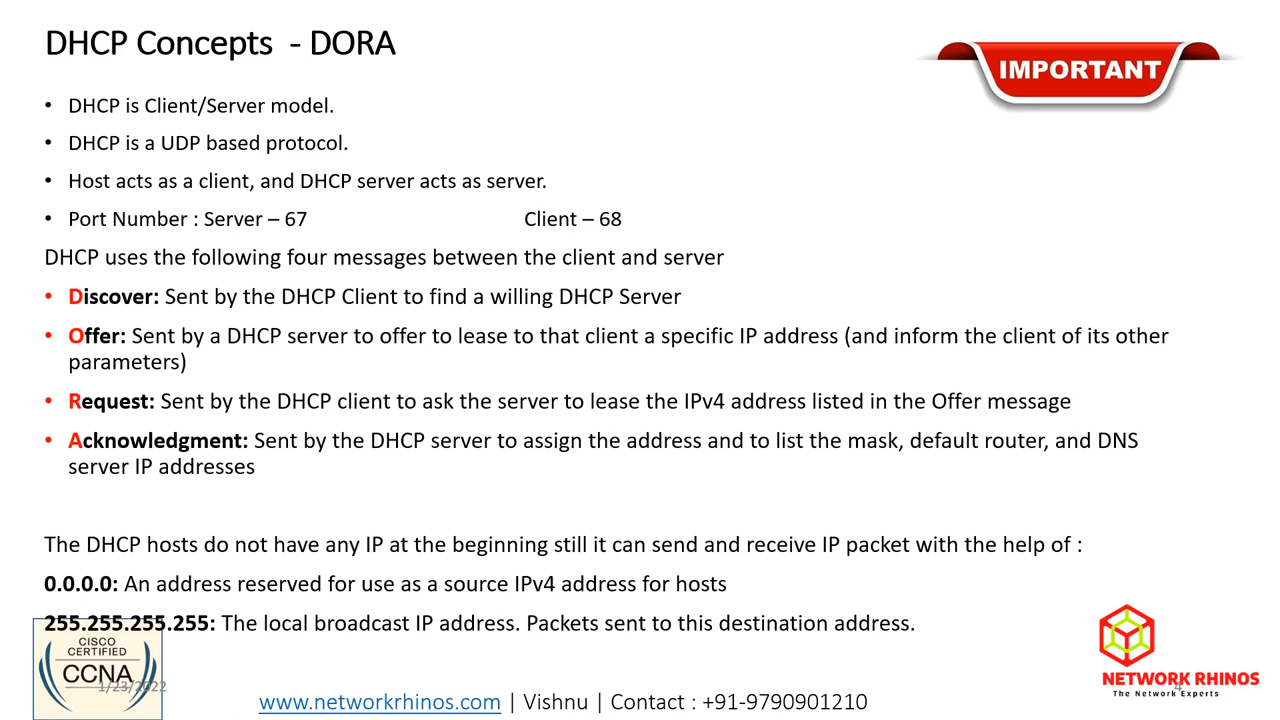 DHCP Concepts - DORA
IMPORTANT
• DHCP is Client/Server model.
• DHCP is a UDP based protocol.
• Host acts as a client, and DHCP server acts as server.
• Port Number : Server – 67 Client – 68
DHCP uses the following four messages between the client and server
• Discover: Sent by the DHCP Client to find a willing DHCP Server
• Offer: Sent by a DHCP server to offer to lease to that client a specific IP address (and inform the client of its other
parameters)
• Request: Sent by the DHCP client to ask the server to lease the IPv4 address listed in the Offer message
• Acknowledgment: Sent by the DHCP server to assign the address and to list the mask, default router, and DNS
server IP addresses
The DHCP hosts do not have any IP at the beginning still it can send and receive IP packet with the help of :
0.0.0.0: An address reserved for use as a source IPv4 address for hosts
255.255.255.255: The local broadcast IP address. Packets sent to this destination address.
CISCO
CERTIFIED
CCNA
1/23/2022
www.networkrhinos.com | Vishnu | Contact : +91-9790901210
NETWORK RHINOS
The Network Experts
4